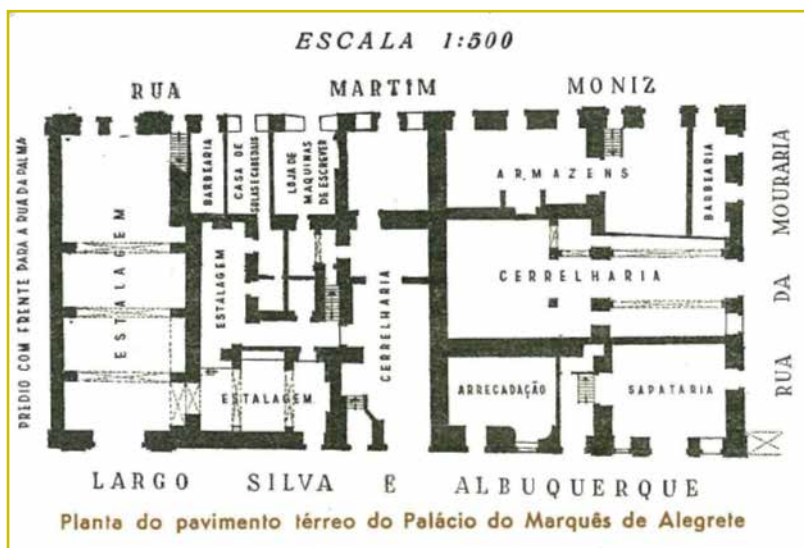 ESCALA 1:500
RUA MARTIM MONIZ
PREDIO COM FRENTE PARA A RUA DA PALMA
ESTALAGEM
BARBEARIA
CASA DE
SOLAS E CABEDAIS
LOJA DE
MAQUINAS
DE ESCREVER
ARMAZENS
BARBEARIA
RUA DA MOURARIA
ESTALAGEM
CERRELHARIA
CERRELHARIA
ESTALAGEM
ARRECADAÇÃO
SAPATARIA
LARGO SILVA E ALBUQUERQUE
Planta do pavimento térreo do Palácio do Marquês de Alegrete